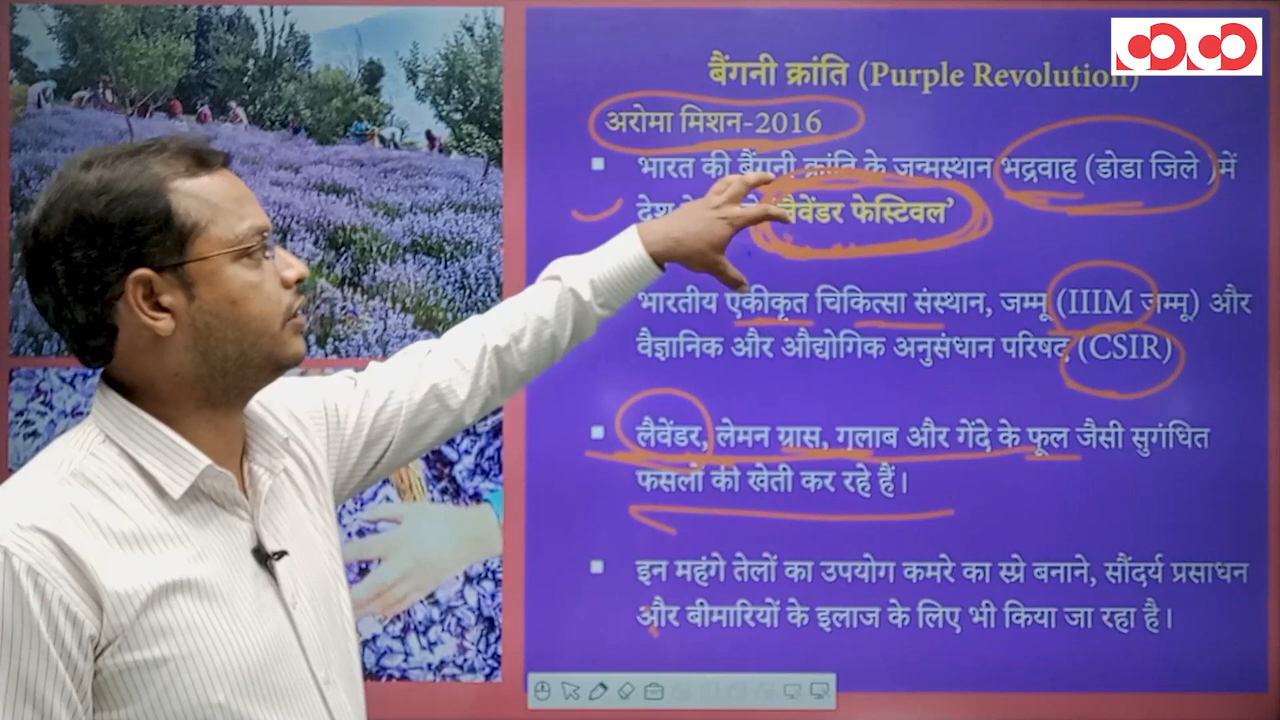 बैंगनी क्रांति (Purple Revolution)
अरोमा मिशन-2016
▪ भारत की बैंगनी क्रांति के जन्मस्थान भद्रवाह (डोडा जिले )में
देश लैवेंडर फेस्टिवल'
भारतीय एकीकृत चिकित्सा संस्थान, जम्मू (IIIM जम्मू) और
वैज्ञानिक और औद्योगिक अनुसंधान परिषद (CSIR)
▪ लैवेंडर, लेमन ग्रास, गुलाब और गेंदे के फूल जैसी सुगंधित
फसलों की खेती कर रहे हैं।
▪ इन महंगे तेलों का उपयोग कमरे का स्प्रे बनाने, सौंदर्य प्रसाधन
और बीमारियों के इलाज के लिए भी किया जा रहा है।